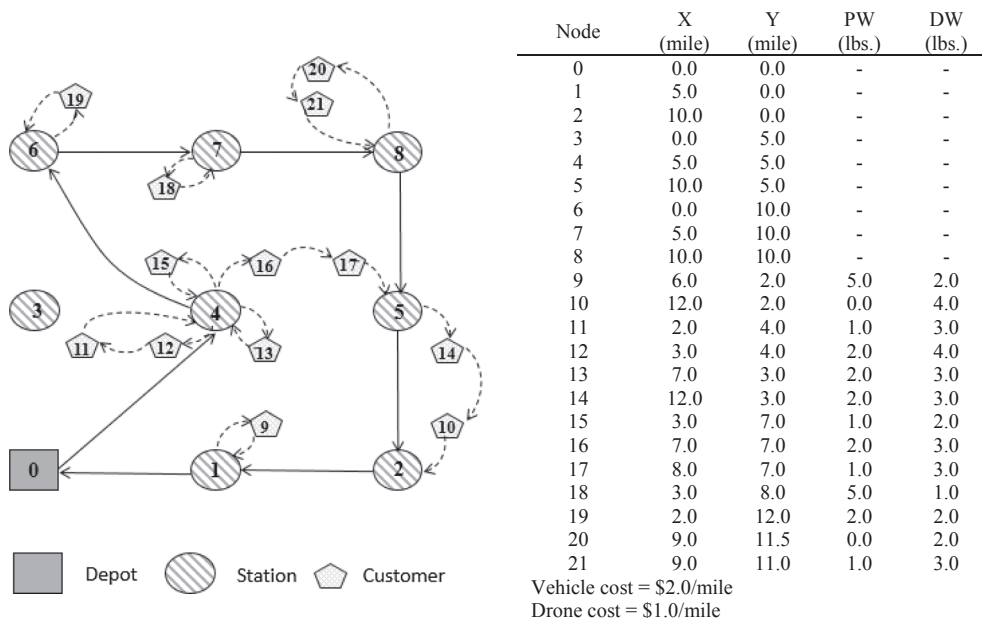 20
19
21
6
7
8
18
15
16
17
3
4
5
11
12
13
14
9
10
0
1
2
Depot
Station
Customer
Node X (mile) Y (mile) PW (lbs.) DW (lbs.)
0 0.0 0.0 - -
1 5.0 0.0 - -
2 10.0 0.0 - -
3 0.0 5.0 - -
4 5.0 5.0 - -
5 10.0 5.0 - -
6 0.0 10.0 - -
7 5.0 10.0 - -
8 10.0 10.0 - -
9 6.0 2.0 5.0 2.0
10 12.0 2.0 0.0 4.0
11 2.0 4.0 1.0 3.0
12 3.0 4.0 2.0 4.0
13 7.0 3.0 2.0 3.0
14 12.0 3.0 2.0 3.0
15 3.0 7.0 1.0 2.0
16 7.0 7.0 2.0 3.0
17 8.0 7.0 1.0 3.0
18 3.0 8.0 5.0 1.0
19 2.0 12.0 2.0 2.0
20 9.0 11.5 0.0 2.0
21 9.0 11.0 1.0 3.0
Vehicle cost = $2.0/mile
Drone cost = $1.0/mile